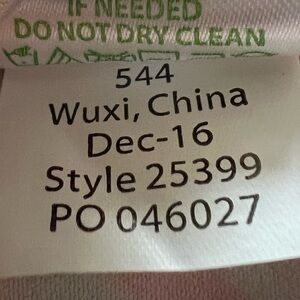 IF NEEDED
DO NOT DRY CLEAN
544
Wuxi, China
Dec-16
Style 25399
PO 046027